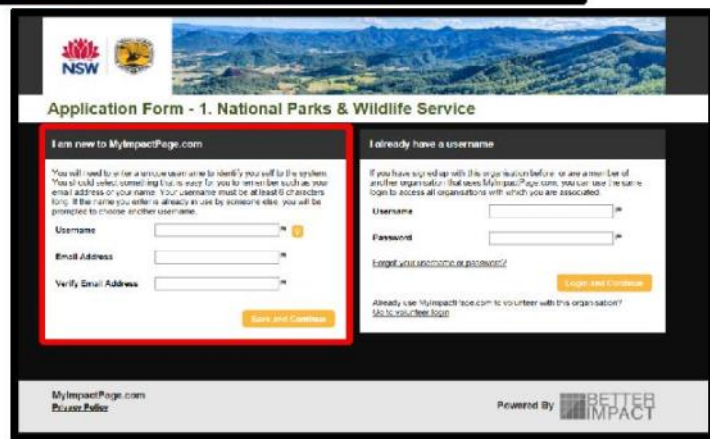 NSW
Application Form - 1. National Parks & Wildlife Service
I am new to MyImpactPage.com
You will need to enter a unique username to identify yourself to the system.
You should select something that is easy for you to remember such as your
email address or your name. Your username must be at least 6 characters
long. If the name you enter is already in use by someone else, you will be
prompted to choose another username.
Username
Email Address
Verify Email Address
Save and Continue
I already have a username
If you have signed up with this organisation before, or are a member of
another organisation that uses MyImpactPage.com, you can use the same
login to access all organisations with which you are associated.
Username
Password
Forgot your username or password?
Login and Continue
Already use MyImpactPage.com to volunteer with this organisation?
Go to volunteer login
MyImpactPage.com
Privacy Policy
Powered By BETTER
IMPACT